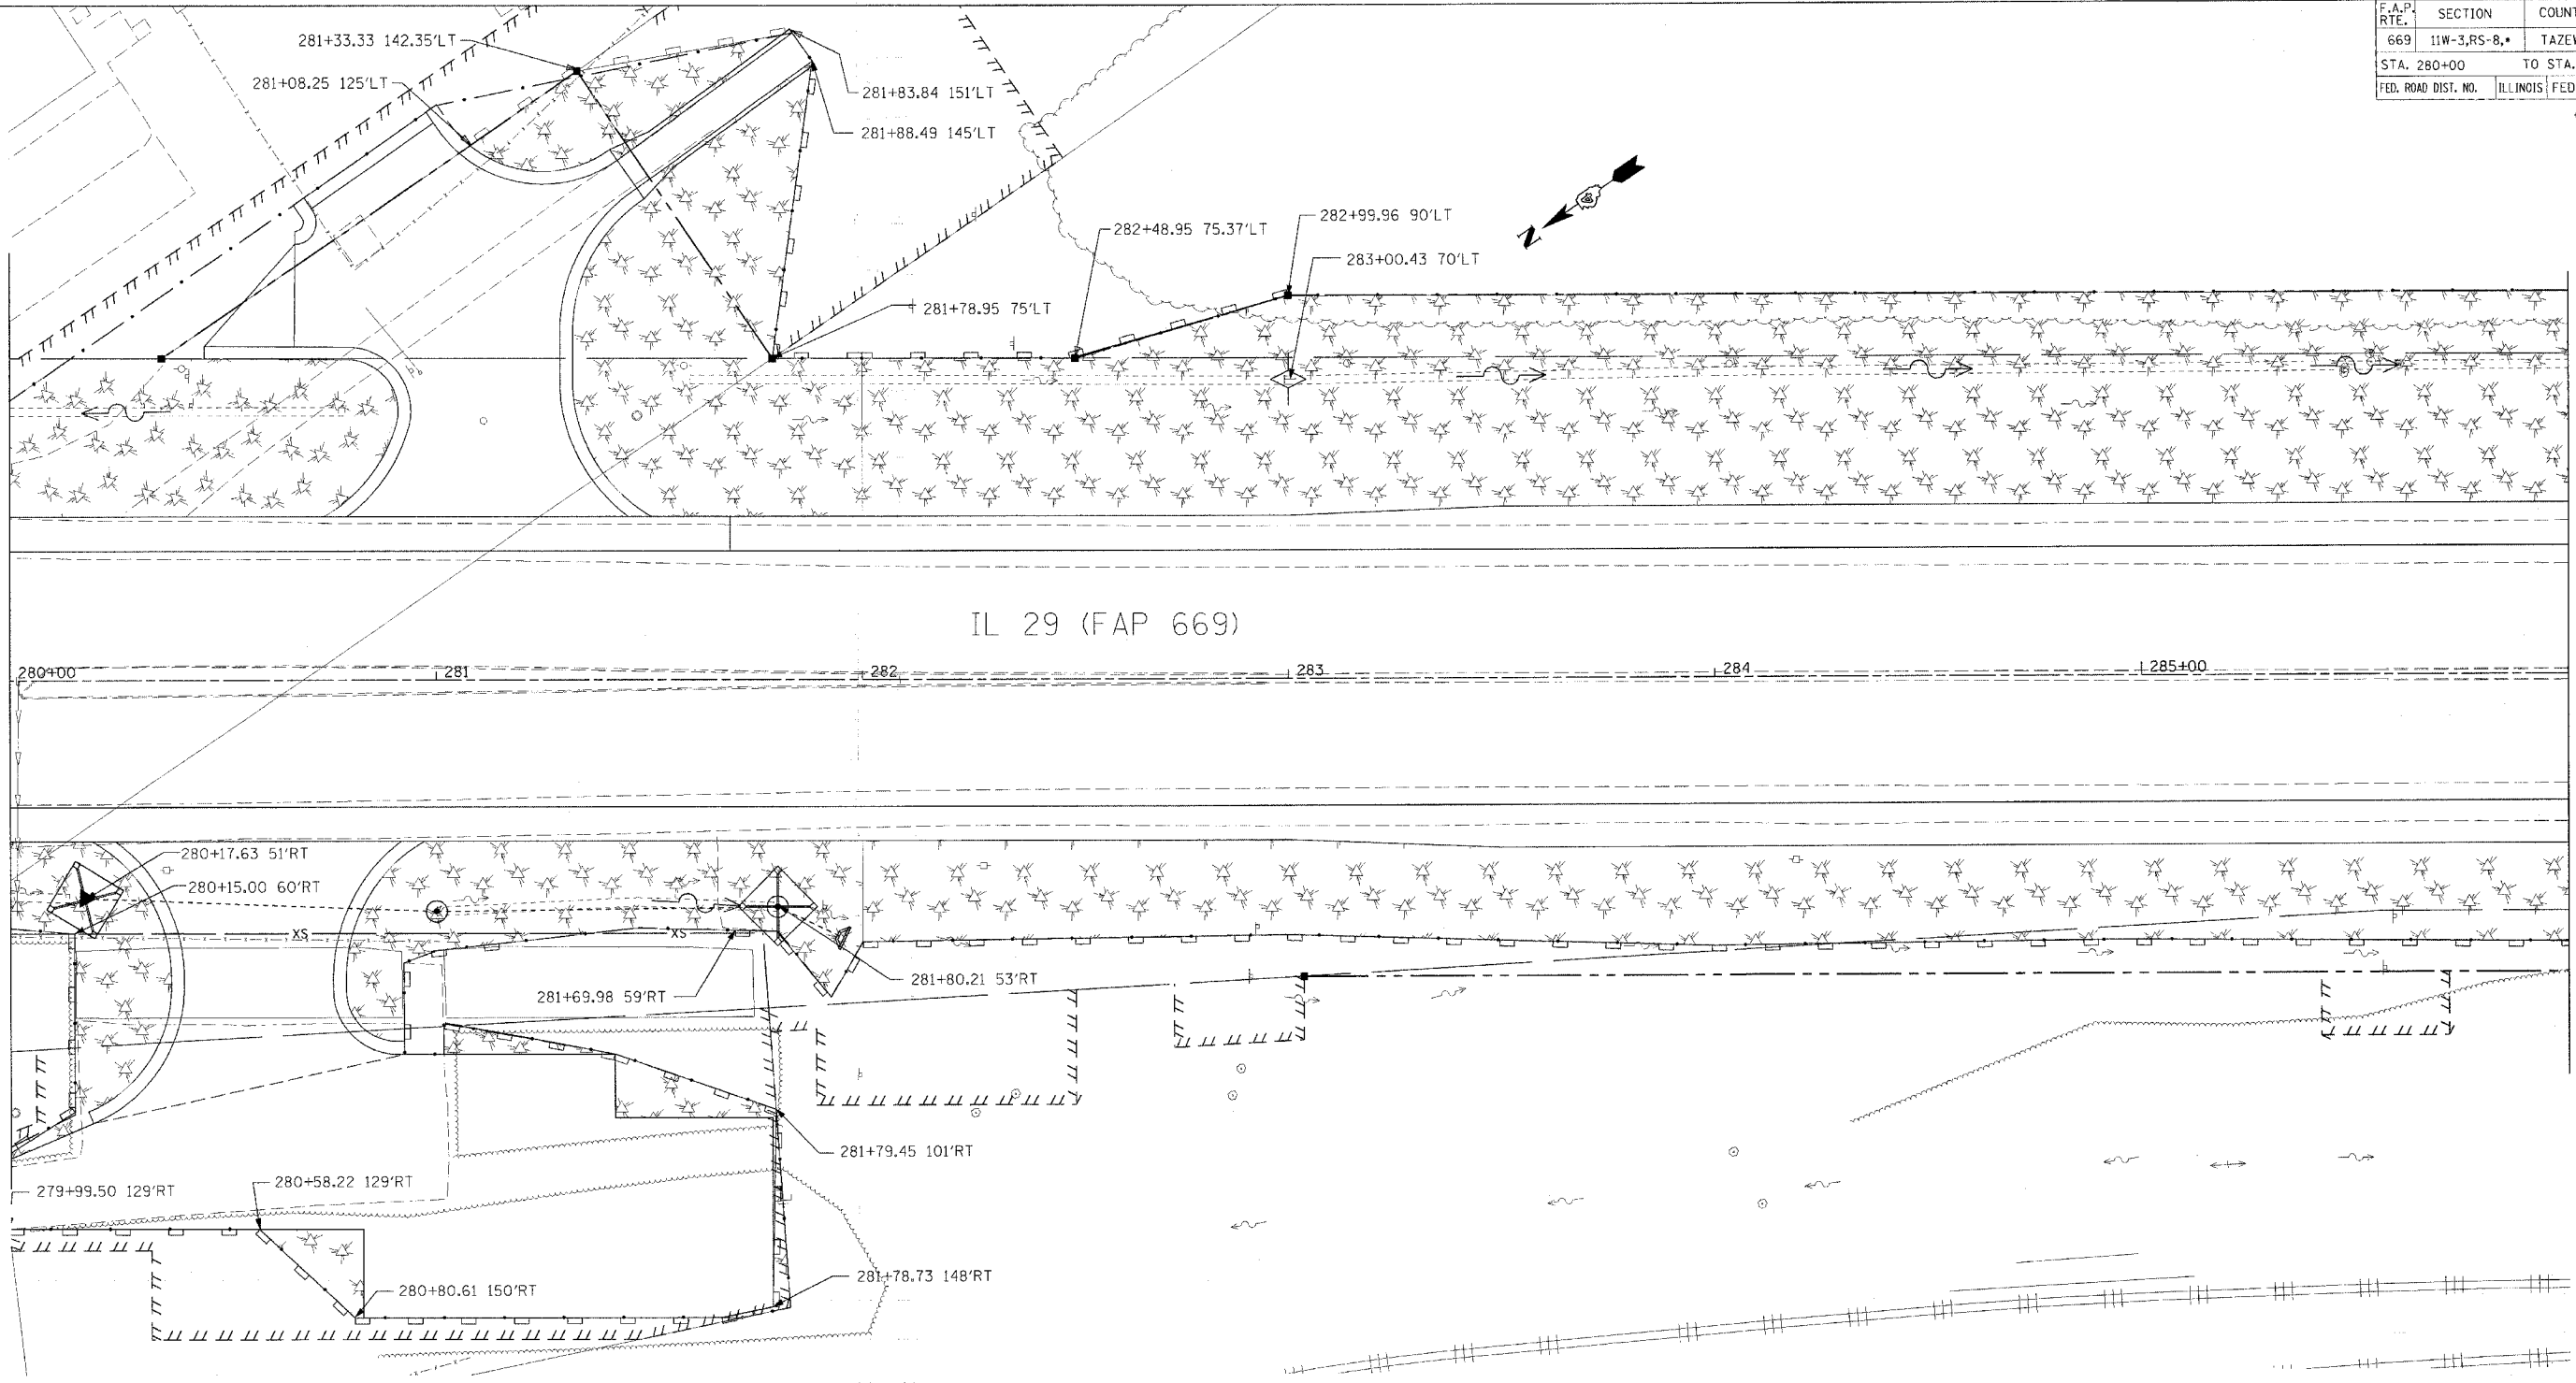 F.A.P. RTE. SECTION COUNT
669 11W-3,RS-8,* TAZEW
STA. 280+00 TO STA.
FED. ROAD DIST. NO. ILLINOIS FED
281+33.33 142.35'LT
281+08.25 125'LT
281+83.84 151'LT
281+88.49 145'LT
282+99.96 90'LT
282+48.95 75.37'LT
283+00.43 70'LT
N
281+78.95 75'LT
IL 29 (FAP 669)
280+00 281 282 283 284 285+00
280+17.63 51'RT
280+15.00 60'RT
XS XS
281+80.21 53'RT
281+69.98 59'RT
281+79.45 101'RT
279+99.50 129'RT
280+58.22 129'RT
281+78.73 148'RT
280+80.61 150'RT